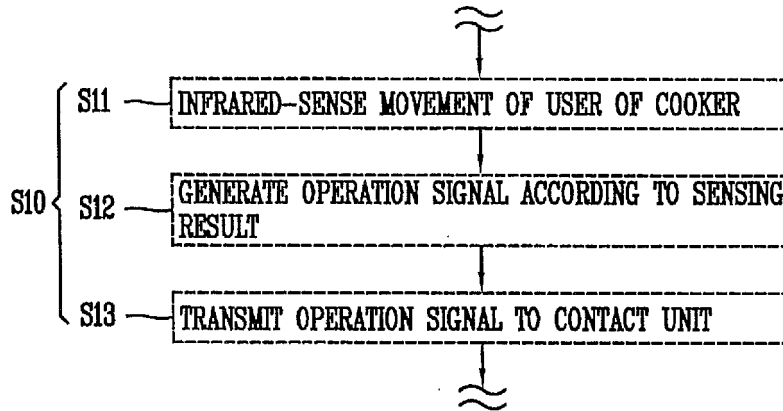 S10
S11
INFRARED-SENSE MOVEMENT OF USER OF COOKER
S12
GENERATE OPERATION SIGNAL ACCORDING TO SENSING
RESULT
S13
TRANSMIT OPERATION SIGNAL TO CONTACT UNIT